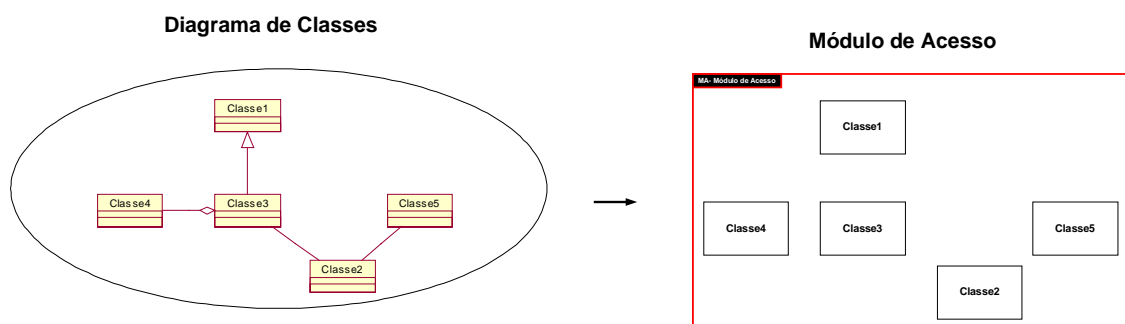 Diagrama de Classes
Módulo de Acesso
MA- Módulo de Acesso
Classe1
Classe4
Classe3
Classe5
Classe2
Classe1
Classe4
Classe3
Classe5
Classe2